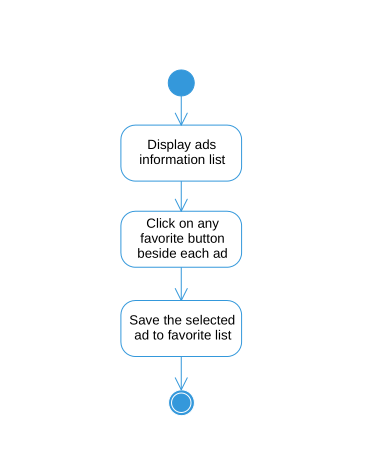 Display ads
information list
Click on any
favorite button
beside each ad
Save the selected
ad to favorite list